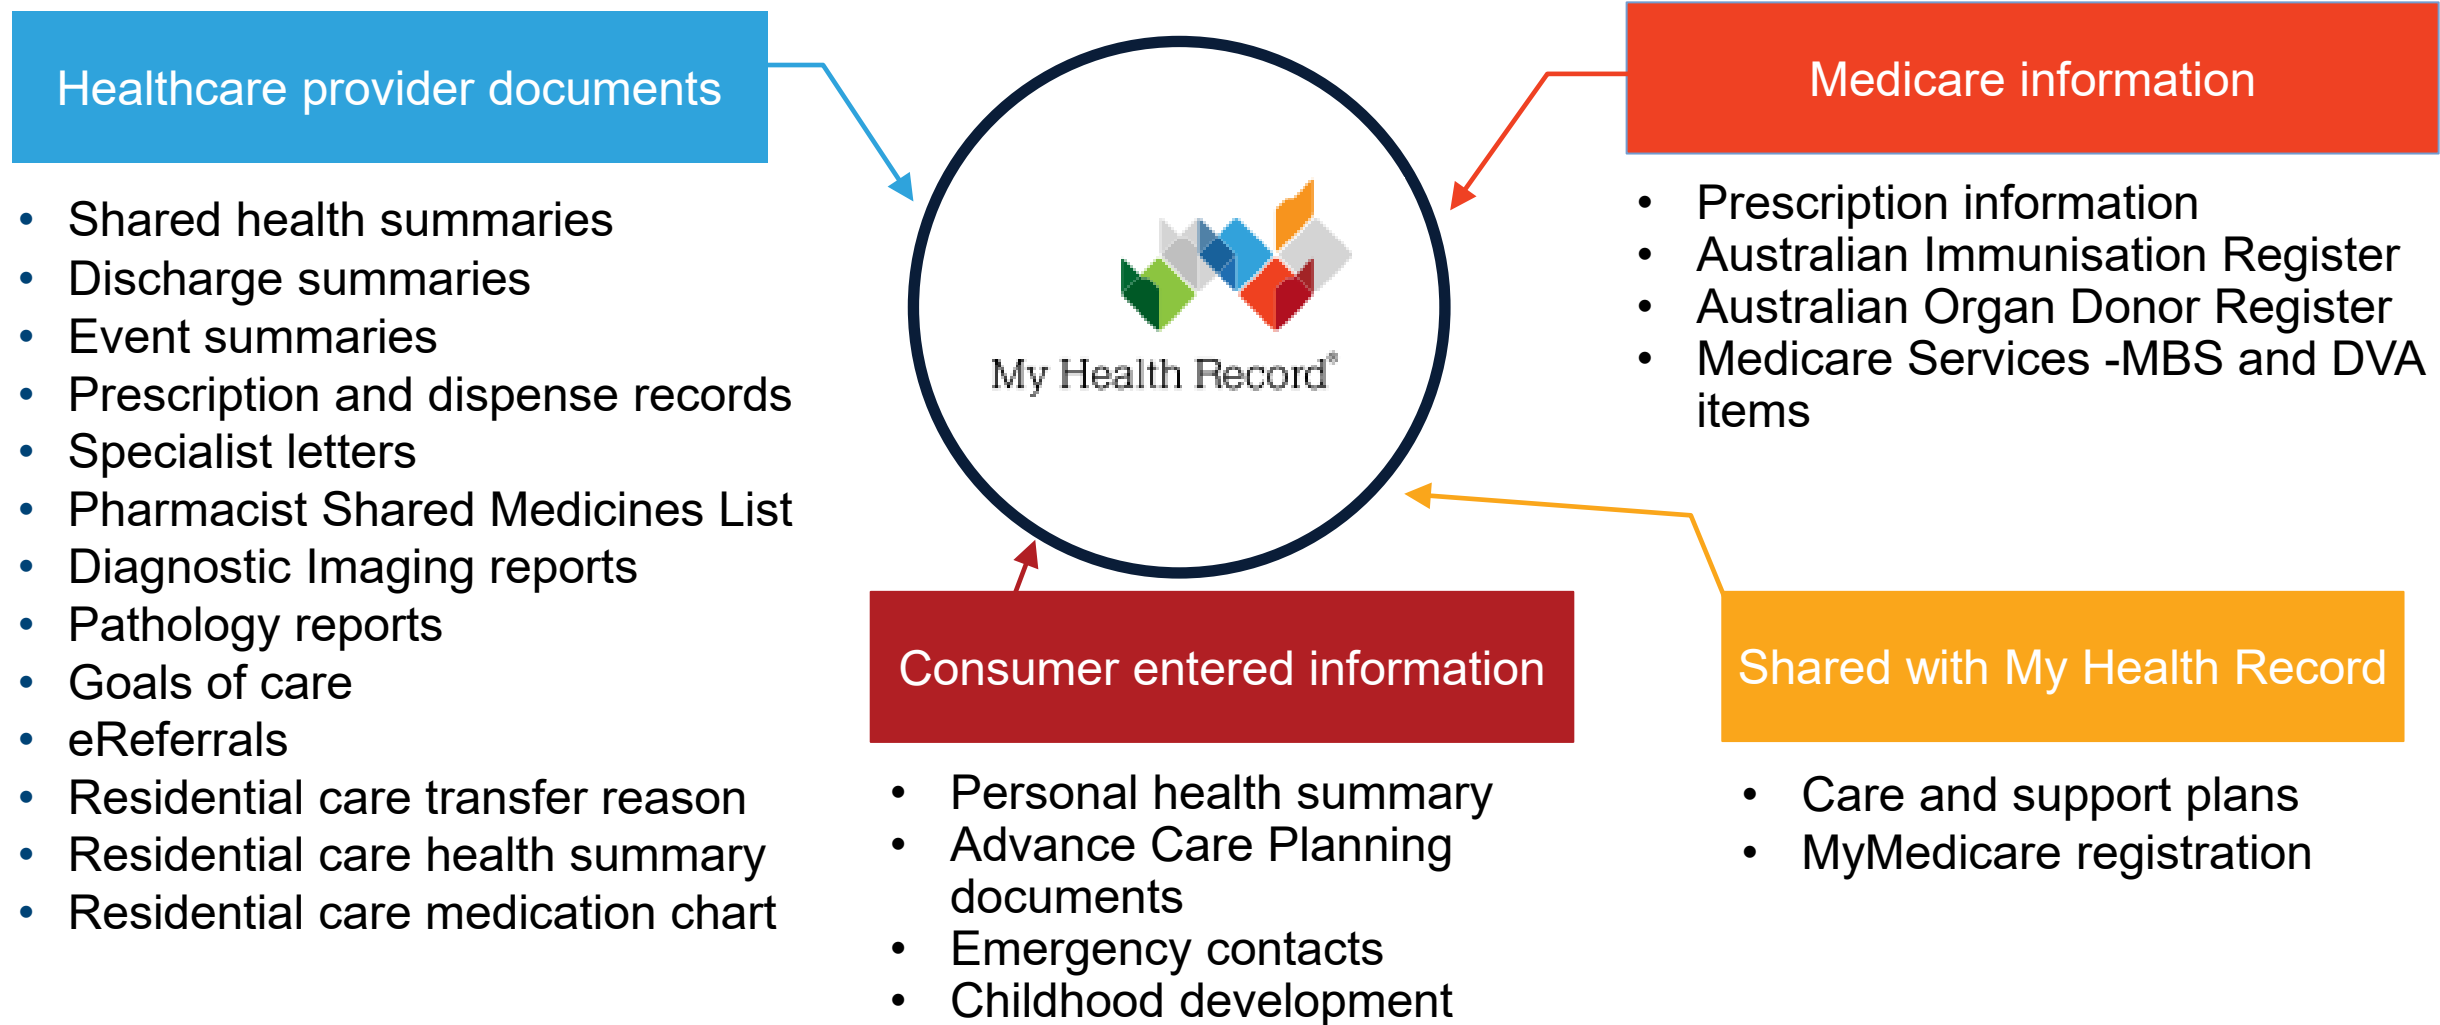 Healthcare provider documents
• Shared health summaries
• Discharge summaries
• Event summaries
• Prescription and dispense records
• Specialist letters
• Pharmacist Shared Medicines List
• Diagnostic Imaging reports
• Pathology reports
• Goals of care
• eReferrals
• Residential care transfer reason
• Residential care health summary
• Residential care medication chart
My Health Record®
Medicare information
• Prescription information
• Australian Immunisation Register
• Australian Organ Donor Register
• Medicare Services -MBS and DVA
items
Consumer entered information
• Personal health summary
• Advance Care Planning
documents
• Emergency contacts
• Childhood development
Shared with My Health Record
• Care and support plans
• MyMedicare registration